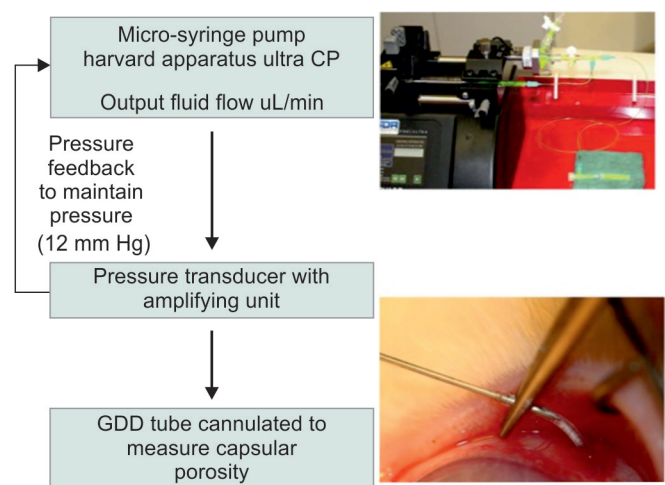 Micro-syringe pump
harvard apparatus ultra CP
Output fluid flow uL/min
Pressure
feedback
to maintain
pressure
(12 mm Hg)
Pressure transducer with
amplifying unit
GDD tube cannulated to
measure capsular
porosity